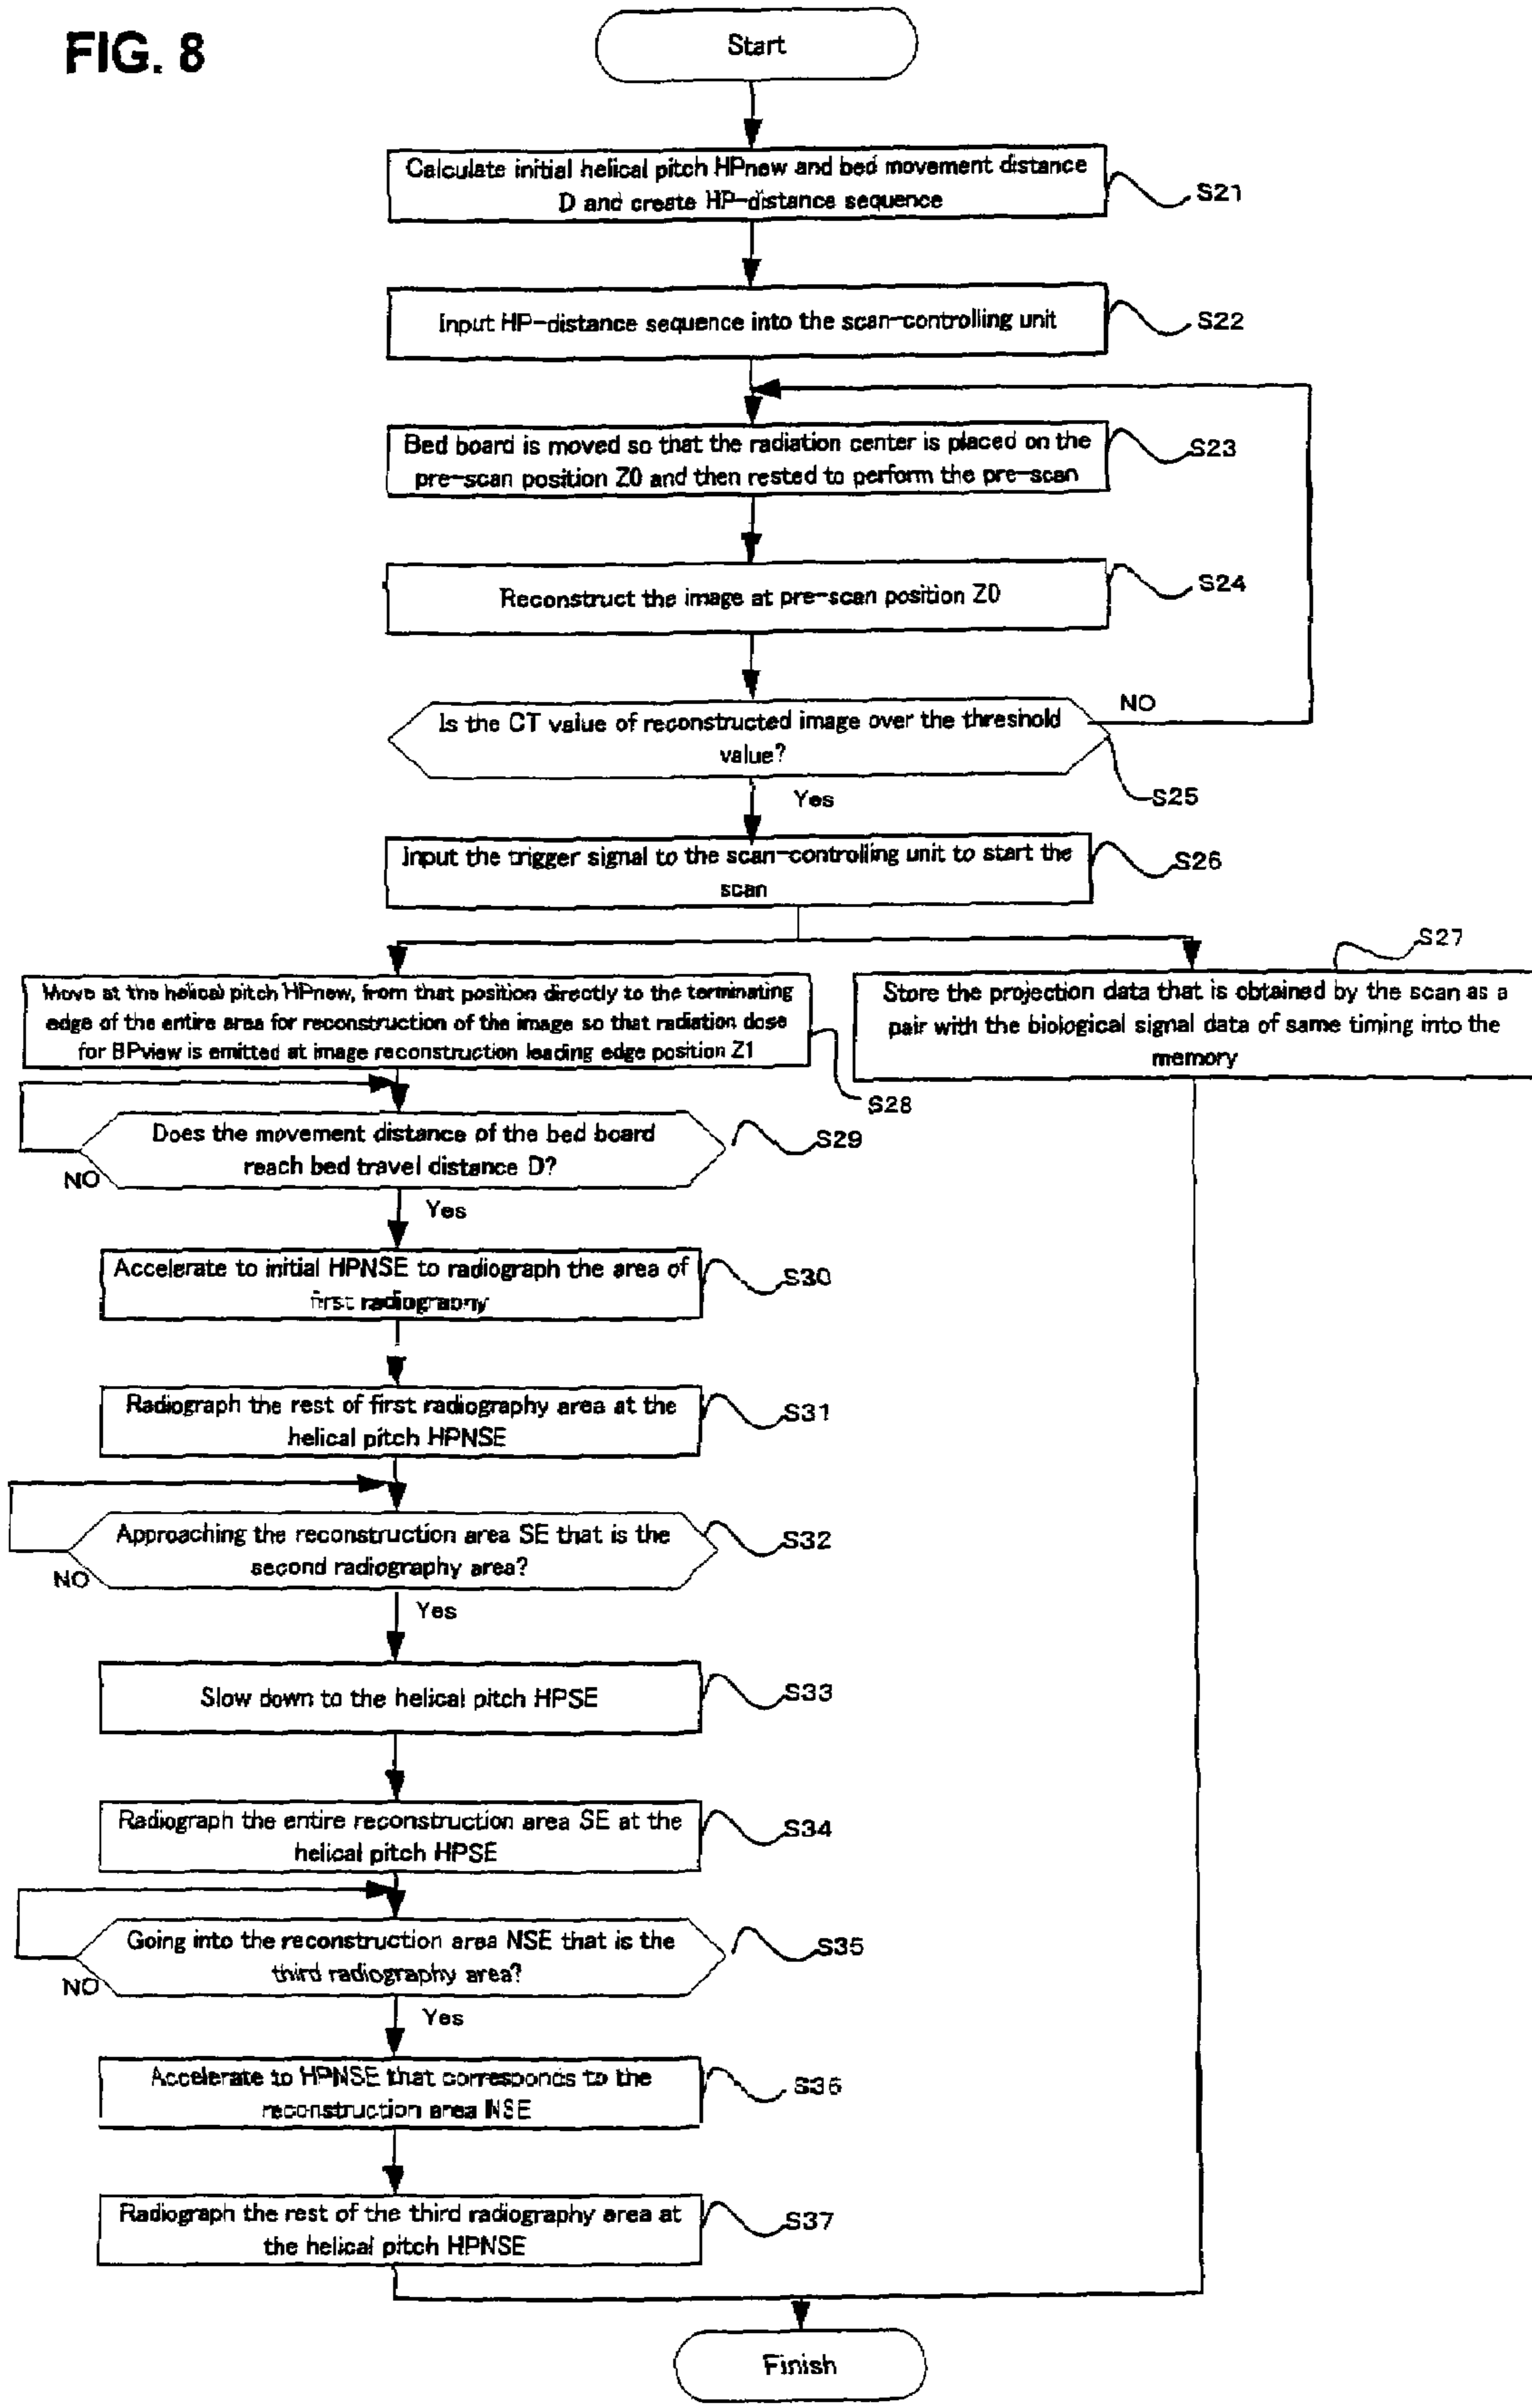 FIG. 8
Start
Calculate initial helical pitch HPnew and bed movement distance
D and create HP-distance sequence
S21
Input HP-distance sequence into the scan-controlling unit
S22
Bed board is moved so that the radiation center is placed on the
pre-scan position Z0 and then rested to perform the pre-scan
S23
Reconstruct the image at pre-scan position Z0
S24
Is the CT value of reconstructed image over the threshold
value?
NO
S25
Yes
Input the trigger signal to the scan-controlling unit to start the
scan
S26
S27
Store the projection data that is obtained by the scan as a
pair with the biological signal data of same timing into the
memory
Move at the helical pitch HPnew, from that position directly to the terminating
edge of the entire area for reconstruction of the image so that radiation dose
for BPview is emitted at image reconstruction leading edge position Z1
S28
Does the movement distance of the bed board
reach bed travel distance D?
S29
NO
Yes
Accelerate to initial HPNSE to radiograph the area of
first radiography
S30
Radiograph the rest of first radiography area at the
helical pitch HPNSE
S31
Approaching the reconstruction area SE that is the
second radiography area?
S32
NO
Yes
Slow down to the helical pitch HPSE
S33
Radiograph the entire reconstruction area SE at the
helical pitch HPSE
S34
Going into the reconstruction area NSE that is the
third radiography area?
S35
NO
Yes
Accelerate to HPNSE that corresponds to the
reconstruction area NSE
S36
Radiograph the rest of the third radiography area at
the helical pitch HPNSE
S37
Finish